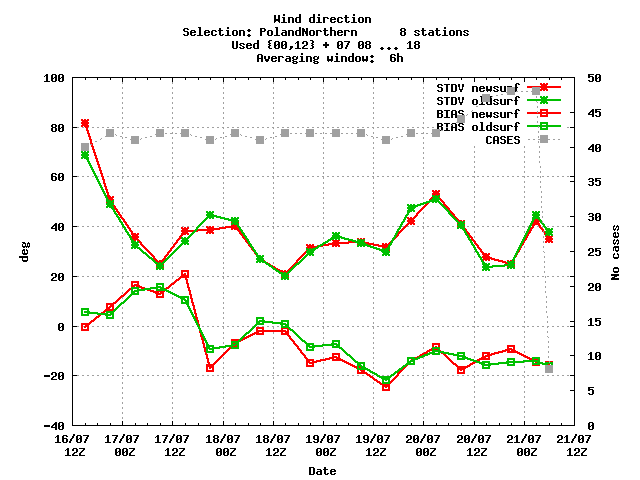 Wind direction
Selection: PolandNorthern 8 stations
Used {00,12} + 07 08 ... 18
Averaging window: 6h
STDV newsurf
STDV oldsurf
BIAS newsurf
BIAS oldsurf
CASES
100
80
60
40
20
0
-20
-40
deg
50
45
40
35
30
25
20
15
10
5
0
No cases
16/07 17/07 17/07 18/07 18/07 19/07 19/07 20/07 20/07 21/07 21/07
12Z 00Z 12Z 00Z 12Z 00Z 12Z 00Z 12Z 00Z 12Z
Date